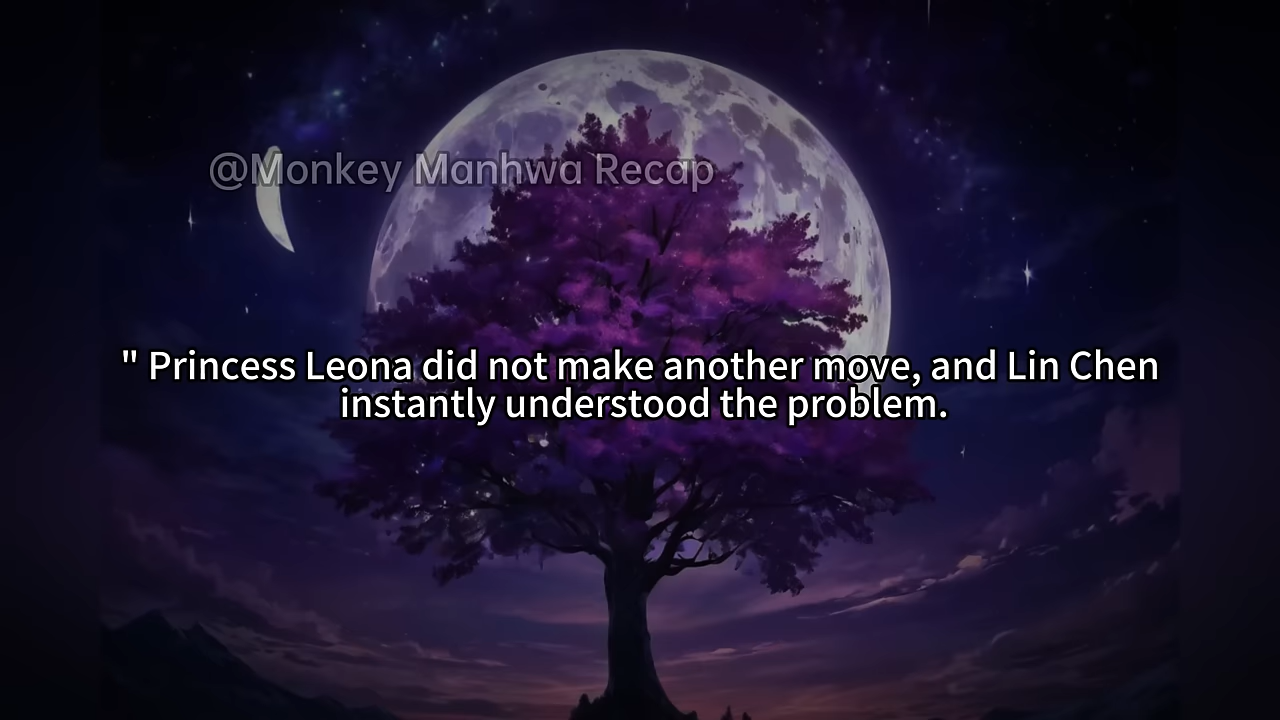 @Monkey Manhwa Recap
" Princess Leona did not make another move, and Lin Chen
instantly understood the problem.